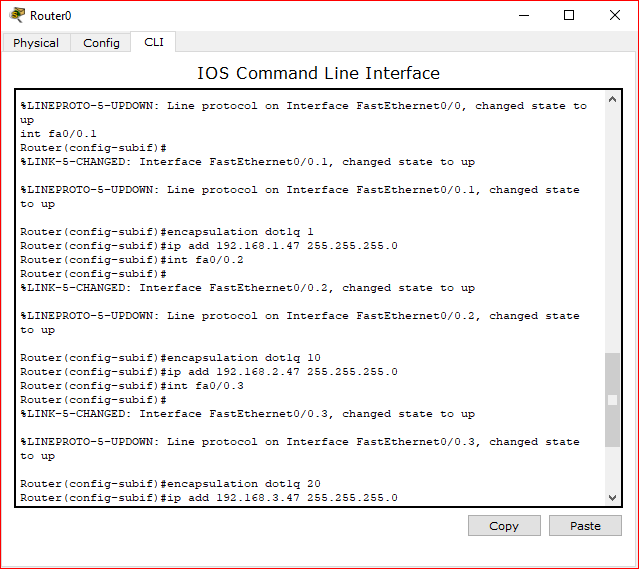 Router0
Physical
Config
CLI
IOS Command Line Interface
%LINEPROTO-5-UPDOWN: Line protocol on Interface FastEthernet0/0, changed state to
up
int fa0/0.1
Router(config-subif)#
%LINK-5-CHANGED: Interface FastEthernet0/0.1, changed state to up
%LINEPROTO-5-UPDOWN: Line protocol on Interface FastEthernet0/0.1, changed state
to up
Router(config-subif)#encapsulation dot1q 1
Router(config-subif)#ip add 192.168.1.47 255.255.255.0
Router(config-subif)#int fa0/0.2
Router(config-subif)#
%LINK-5-CHANGED: Interface FastEthernet0/0.2, changed state to up
%LINEPROTO-5-UPDOWN: Line protocol on Interface FastEthernet0/0.2, changed state
to up
Router(config-subif)#encapsulation dot1q 10
Router(config-subif)#ip add 192.168.2.47 255.255.255.0
Router(config-subif)#int fa0/0.3
Router(config-subif)#
%LINK-5-CHANGED: Interface FastEthernet0/0.3, changed state to up
%LINEPROTO-5-UPDOWN: Line protocol on Interface FastEthernet0/0.3, changed state
to up
Router(config-subif)#encapsulation dot1q 20
Router(config-subif)#ip add 192.168.3.47 255.255.255.0
Copy
Paste